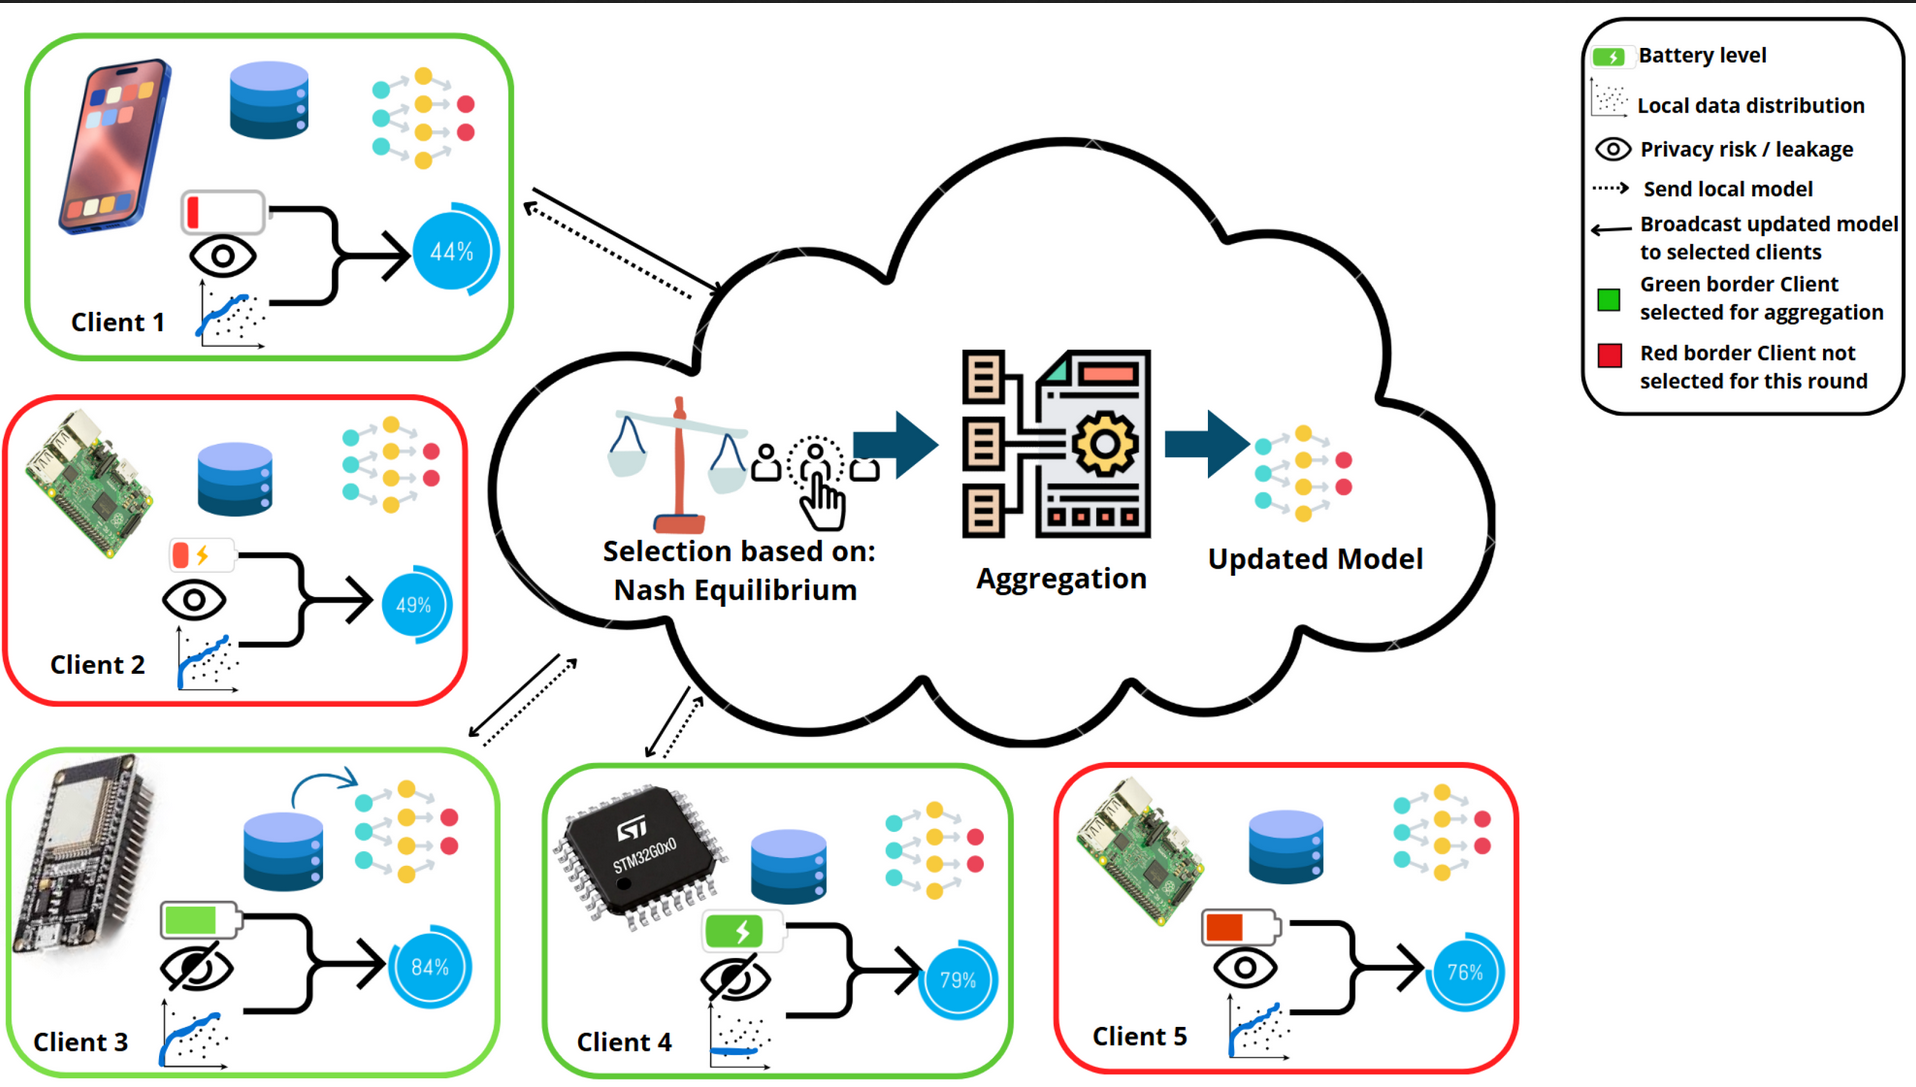 44%
Client 1
49%
Client 2
84%
Client 3
STM32G0x0
79%
Client 4
76%
Client 5
Selection based on:
Nash Equilibrium
Aggregation
Updated Model
Battery level
Local data distribution
Privacy risk / leakage
Send local model
Broadcast updated model
to selected clients
Green border Client
selected for aggregation
Red border Client not
selected for this round